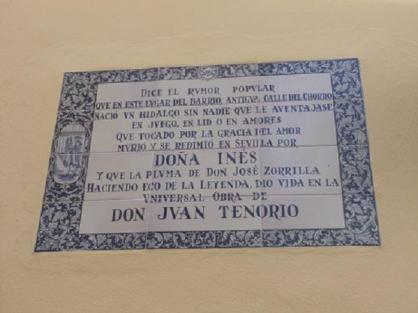 DICE EL RVMOR POPVLAR
QVE EN ESTE LVGAR DEL BARRIO, ANTIGVA CALLE DEL CHORRO,
NACIÓ VN HIDALGO SIN NADIE QVE LE AVENTAJASE
EN JVEGO, EN LID O EN AMORES
QVE TOCADO POR LA GRACIA DEL AMOR
MVRIO Y SE REDIMIÓ EN SEVILLA POR
DOÑA INÉS
Y QVE LA PLVMA DE DON JOSÉ ZORRILLA
HACIENDO ECO DE LA LEYENDA, DIO VIDA EN LA
VNIVERSAL OBRA DE
DON JVAN TENORIO